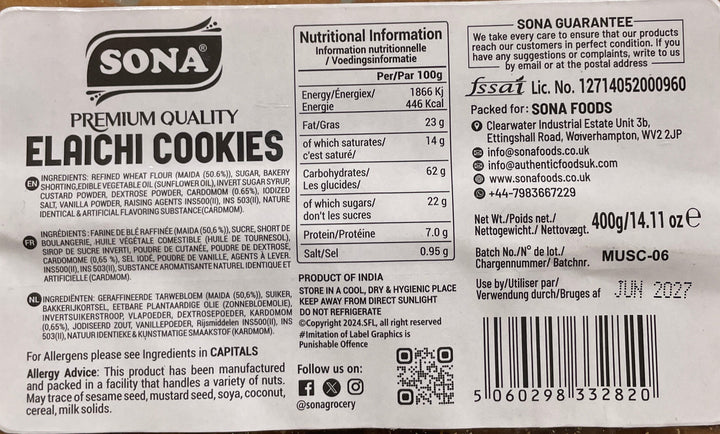 SONA®
PREMIUM QUALITY
ELAICHI COOKIES
EN INGREDIENTS: REFINED WHEAT FLOUR (MAIDA (50.6%)), SUGAR, BAKERY
SHORTING,EDIBLE VEGETABLE OIL (SUNFLOWER OIL), INVERT SUGAR SYRUP,
CUSTARD POWDER, DEXTROSE POWDER, CARDOMOM (0.65%), IODIZED
SALT, VANILLA POWDER, RAISING AGENTS INS500(II), INS 503(II), NATURE
IDENTICAL & ARTIFICIAL FLAVORING SUBSTANCE(CARDMOM).
FR INGRÉDIENTS : FARINE DE BLÉ RAFFINÉE (MAIDA (50,6 %)), SUCRE, SHORT DE
BOULANGERIE, HUILE VÉGÉTALE COMESTIBLE (HUILE DE TOURNESOL),
SIROP DE SUCRE INVERTI, POUDRE DE CUTANÉE, POUDRE DE DEXTROSE,
CARDOMOME (0,65 %), SEL IODÉ, POUDRE DE VANILLE, AGENTS À LEVER.
INS500(II), INS 503(II), SUBSTANCE AROMATISANTE NATUREL IDENTIQUE ET
ARTIFICIELLE (CARDMOM).
NL INGREDIËNTEN: GERAFFINEERDE TARWEBLOEM (MAIDA (50,6%)), SUIKER,
BAKKERIJKORTSEL, EETBARE PLANTAARDIGE OLIE (ZONNEBLOEMOLIE),
INVERTSUIKERSTROOP, VLAPOEDER, DEXTROSEPOEDER, KARDOMOM
(0,65%), JODISEERD ZOUT, VANILLEPOEDER, Rijsmiddelen INS500(II), INS
503(II), NATUUR IDENTIEKE & KUNSTMATIGE SMAAKSTOF (KARDMOM).
For Allergens please see Ingredients in CAPITALS
Allergy Advice: This product has been manufactured
and packed in a facility that handles a variety of nuts.
May trace of sesame seed, mustard seed, soya, coconut,
cereal, milk solids.
Nutritional Information
Information nutritionnelle
/ Voedingsinformatie
Per/Par 100g
Energy/Énergiex/ 1866 Kj
Energie 446 Kcal
Fat/Gras 23 g
of which saturates/ 14 g
c'est saturé/
Carbohydrates/ 62 g
Les glucides/
of which sugars/ 22 g
don't les sucres
Protein/Protéine 7.0 g
Salt/Sel 0.95 g
PRODUCT OF INDIA
STORE IN A COOL, DRY & HYGIENIC PLACE
KEEP AWAY FROM DIRECT SUNLIGHT
DO NOT REFRIGERATE
©Copyright 2024.SFL, all right reserved
#Imitation of Label Graphics is
Punishable Offence
Follow us on:
@sonagrocery
SONA GUARANTEE
We take every care to ensure that our products
reach our customers in perfect condition. If you
have any suggestions or complaints, write to us
by email or at the postal address
fssai Lic. No. 12714052000960
Packed for: SONA FOODS
Clearwater Industrial Estate Unit 3b,
Ettingshall Road, Wolverhampton, WV2 2JP
info@sonafoods.co.uk
info@authenticfoodsuk.com
www.sonafoods.co.uk
+44-7983667229
Net Wt./Poids net./
Nettogewicht./ Nettovægt. 400g/14.11 oz e
Batch No./N° de lot./
Chargennummer/ Batchnr. MUSC-06
Use by/Utiliser par/
Verwendung durch/Bruges af JUN 2027
5 060298 332820